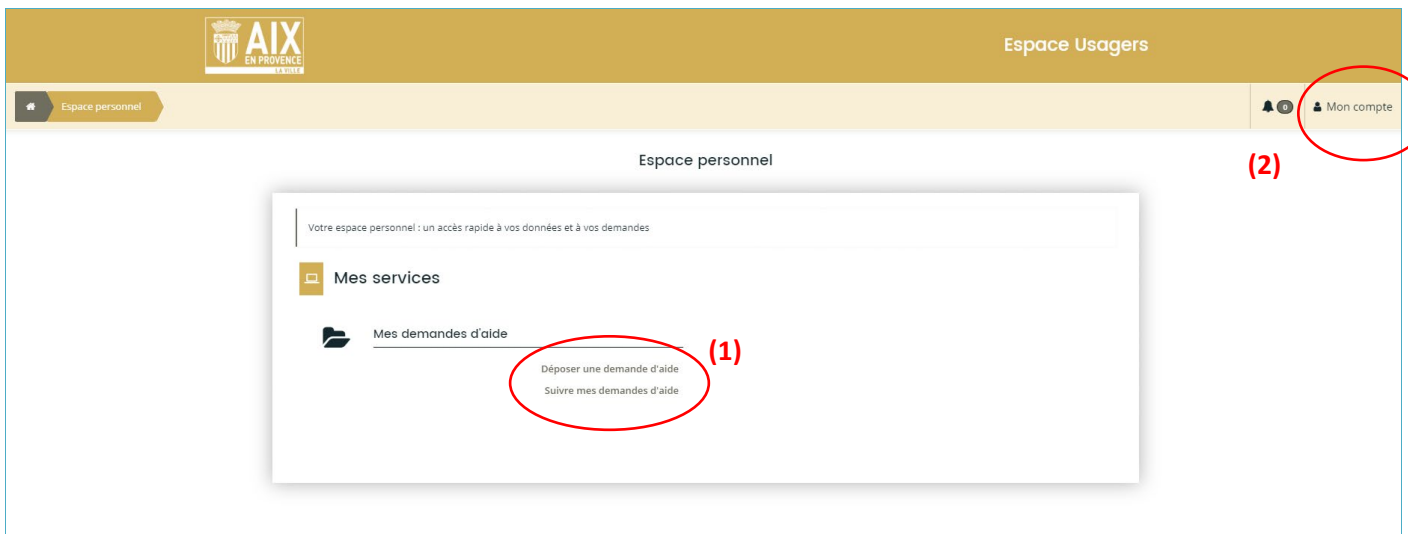 AIX
EN PROVENCE
LA VILLE
Espace Usagers
Espace personnel
0
Mon compte
(2)
Espace personnel
Votre espace personnel : un accès rapide à vos données et à vos demandes
Mes services
Mes demandes d'aide
(1)
Déposer une demande d'aide
Suivre mes demandes d'aide